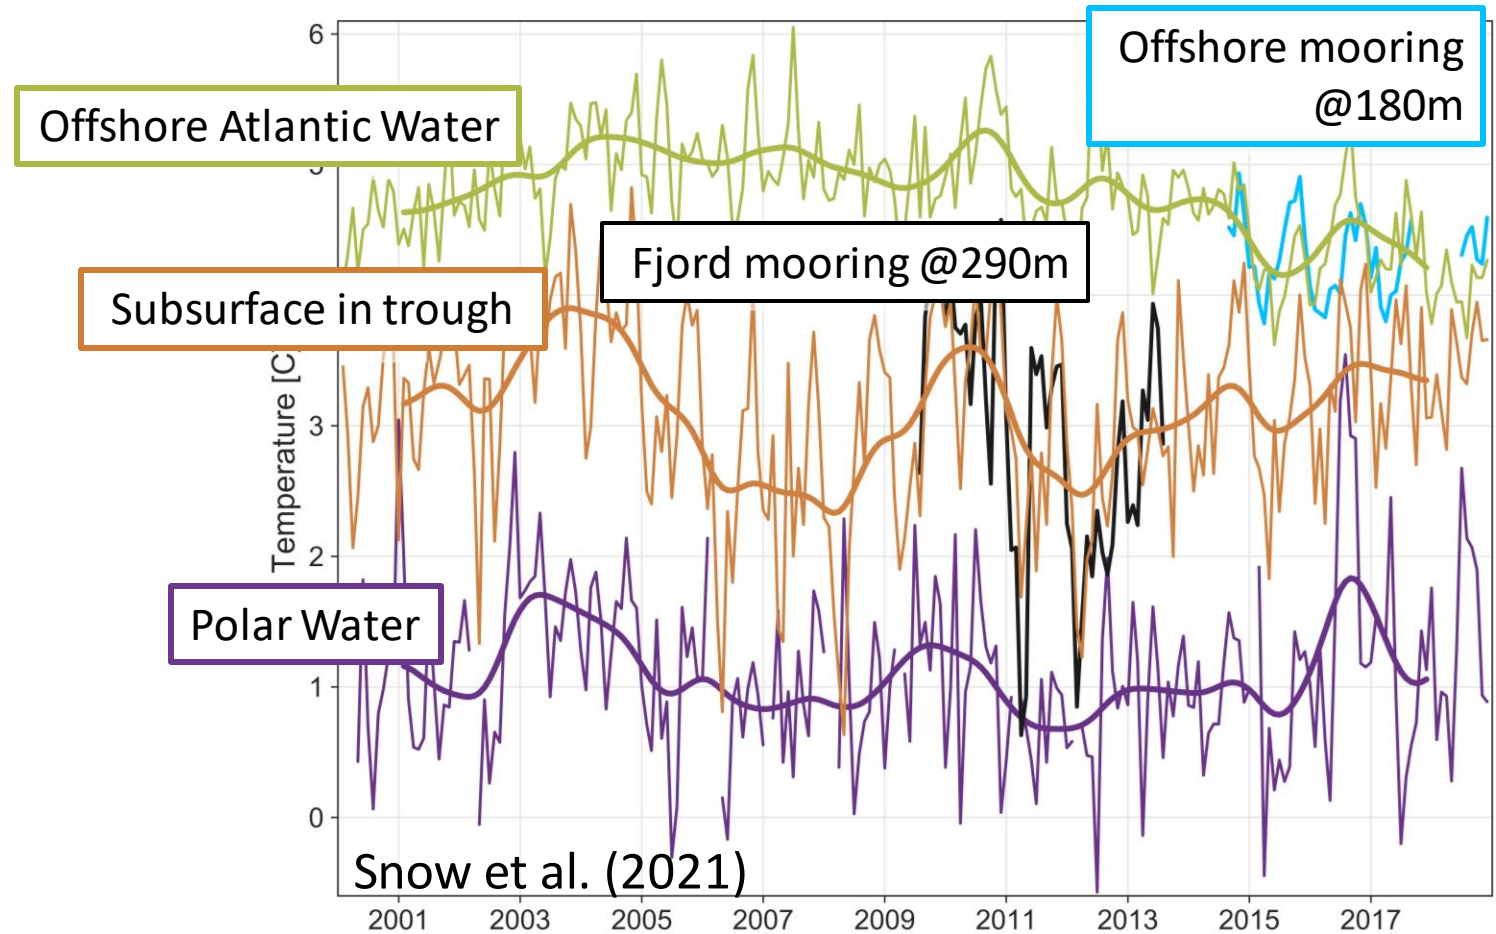 6
Offshore mooring
@180m
Offshore Atlantic Water
5
Fjord mooring @290m
Subsurface in trough
Temperature [C
3
2
Polar Water
1
0
Snow et al. (2021)
2001 2003 2005 2007 2009 2011 2013 2015 2017